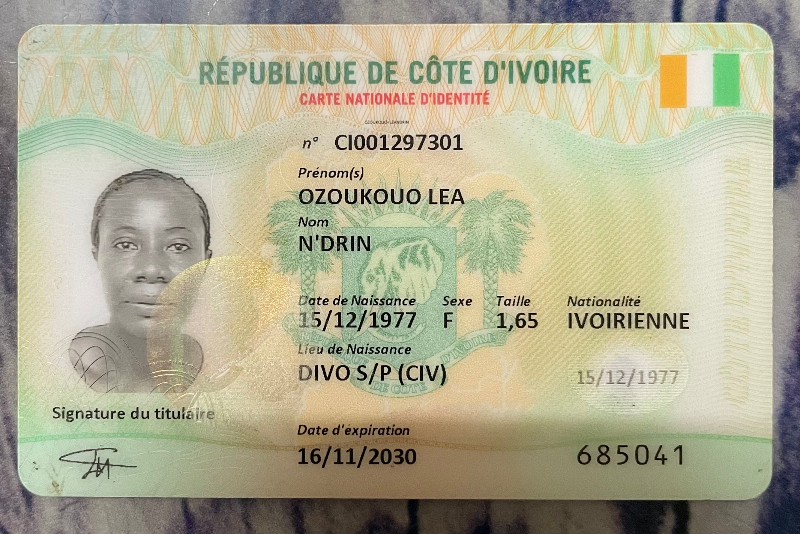 RÉPUBLIQUE DE CÔTE D'IVOIRE
CARTE NATIONALE D'IDENTITÉ
n° CI001297301
Prénom(s)
OZOUKOUO LEA
Nom
N'DRIN
Date de Naissance Sexe Taille Nationalité
15/12/1977 F 1,65 IVOIRIENNE
Lieu de Naissance
DIVO S/P (CIV)
15/12/1977
Signature du titulaire
Date d'expiration
16/11/2030
685041